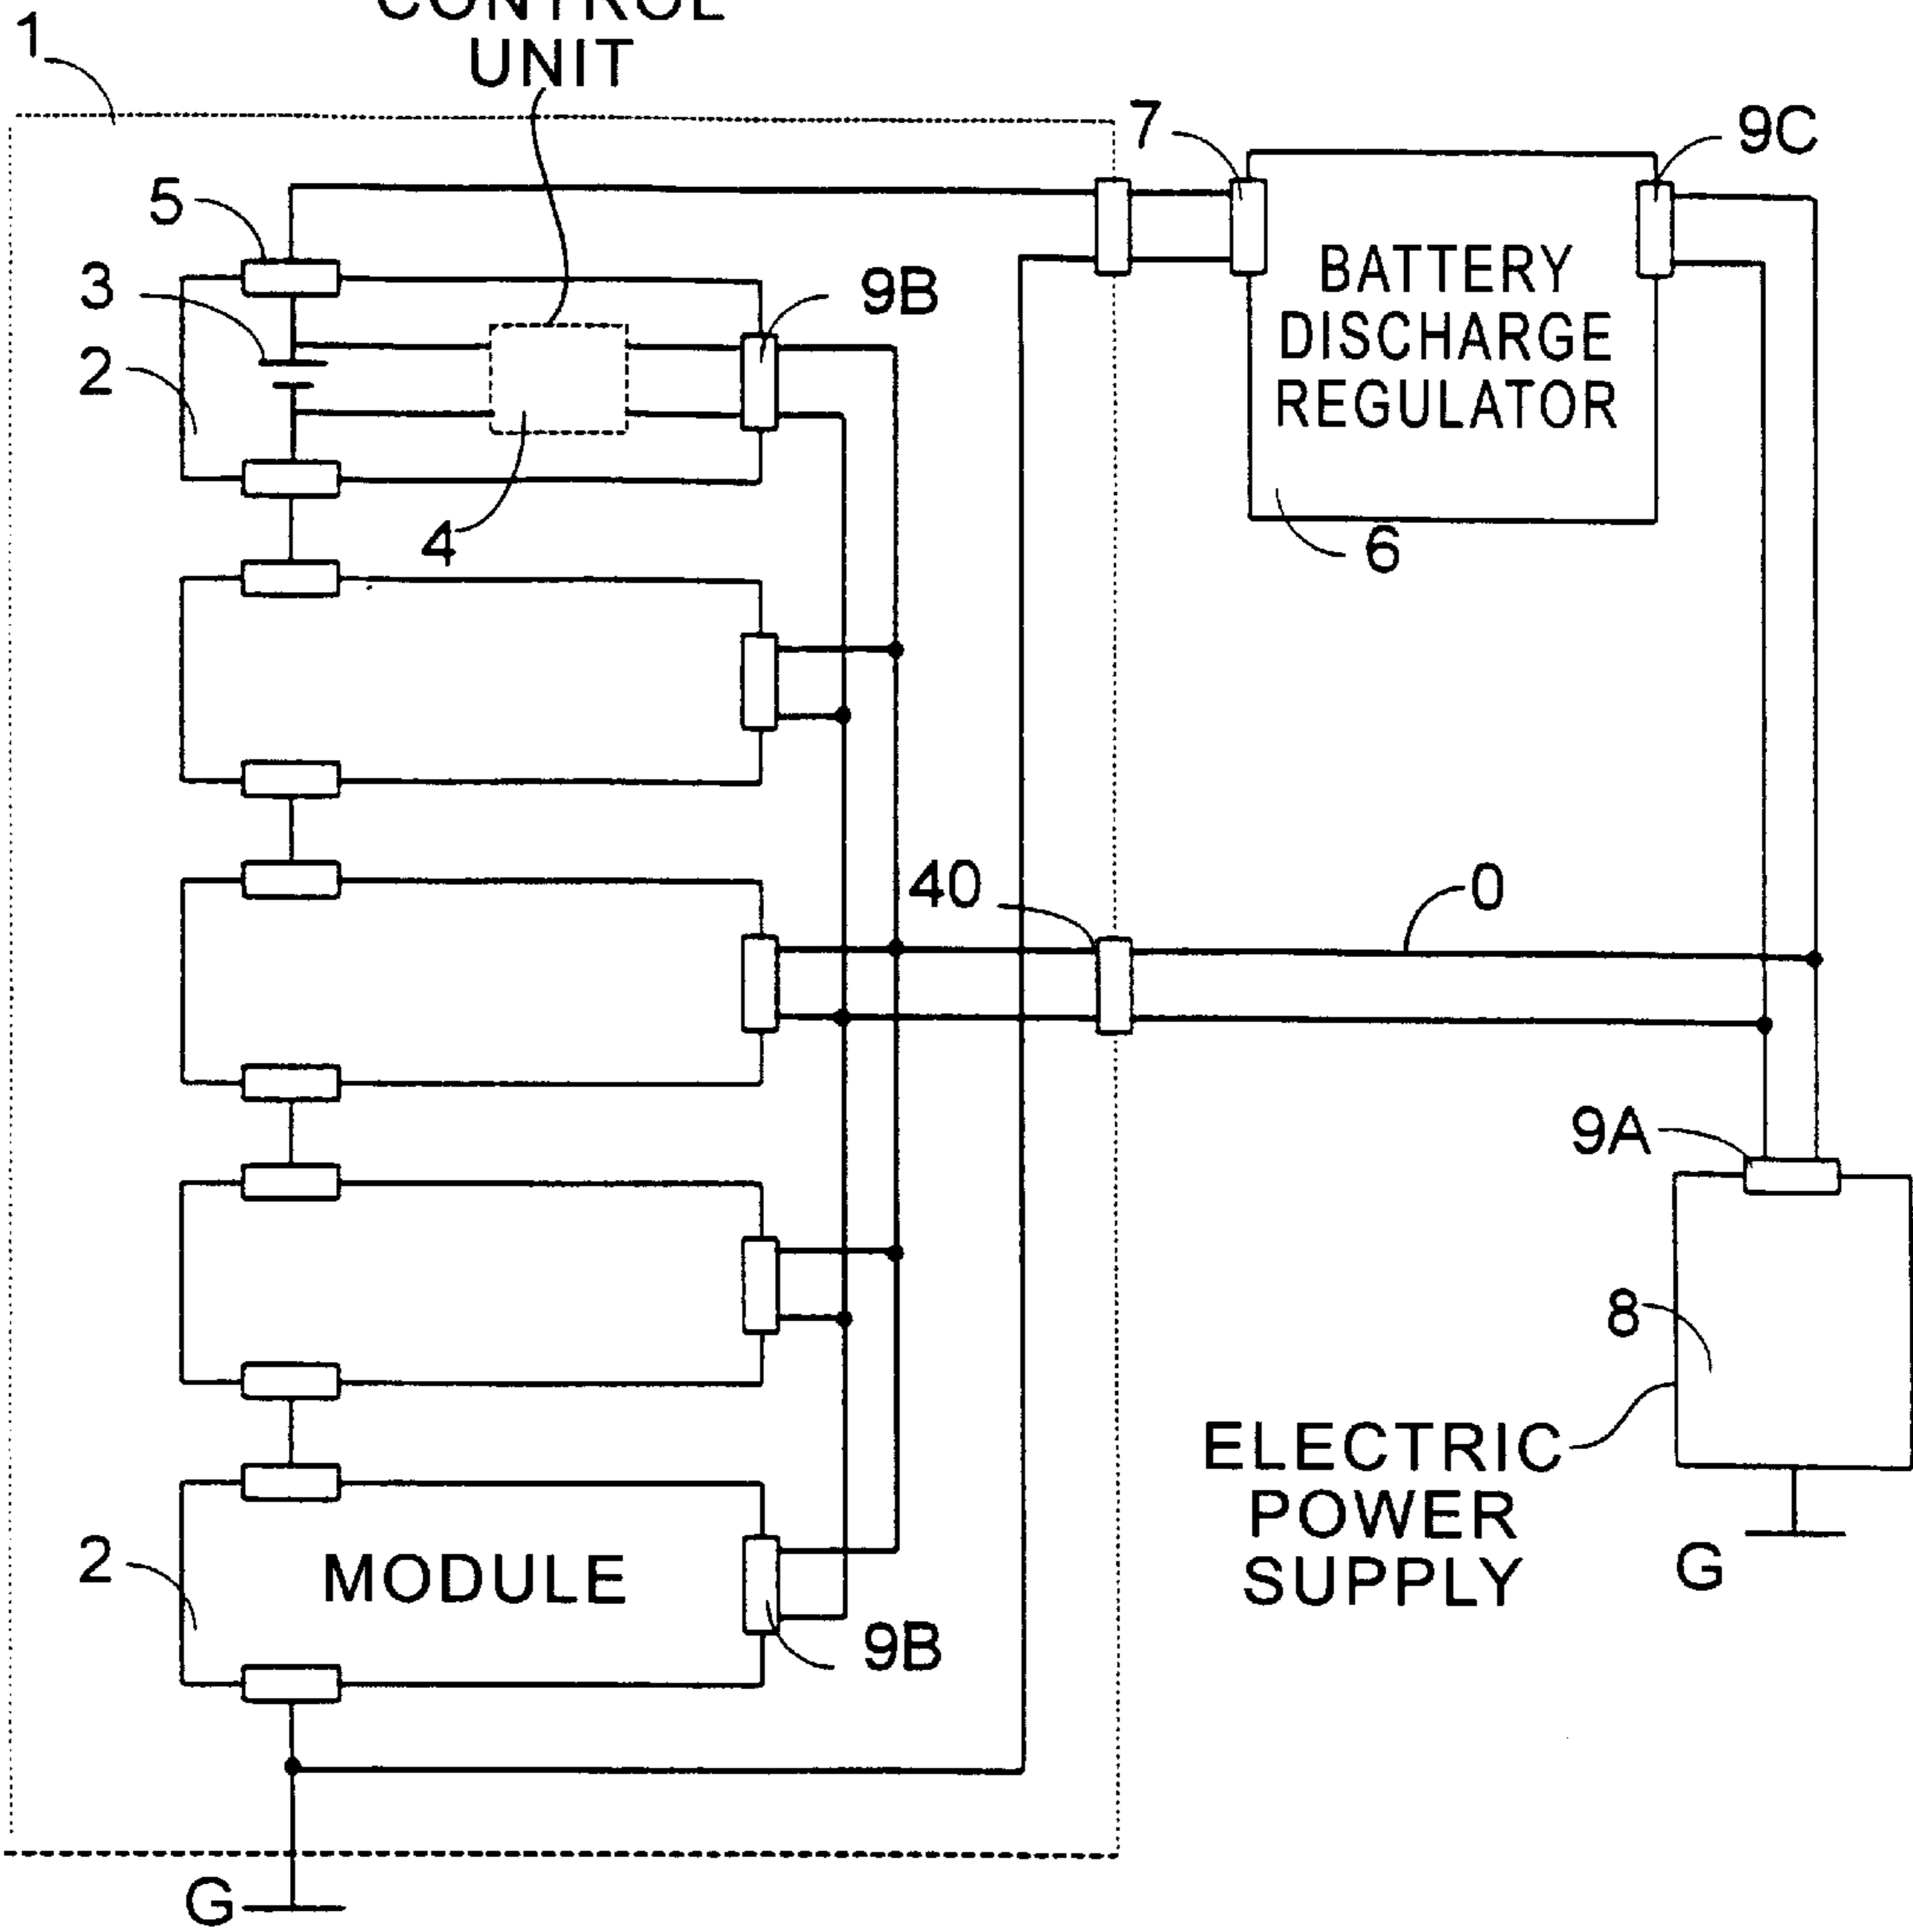 CONTROL
UNIT
1
7
9C
5
3
9B
2
BATTERY
DISCHARGE
REGULATOR
4
6
40
0
9A
8
ELECTRIC
POWER
SUPPLY
G
2
MODULE
9B
G